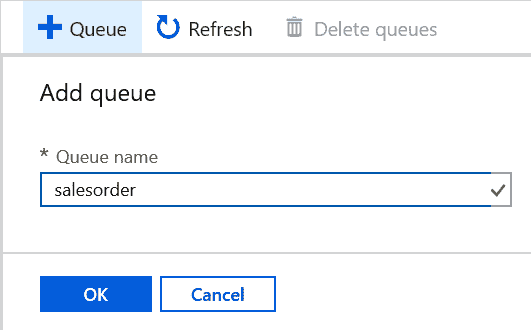 Queue Refresh Delete queues
Add queue
* Queue name
salesorder
OK Cancel